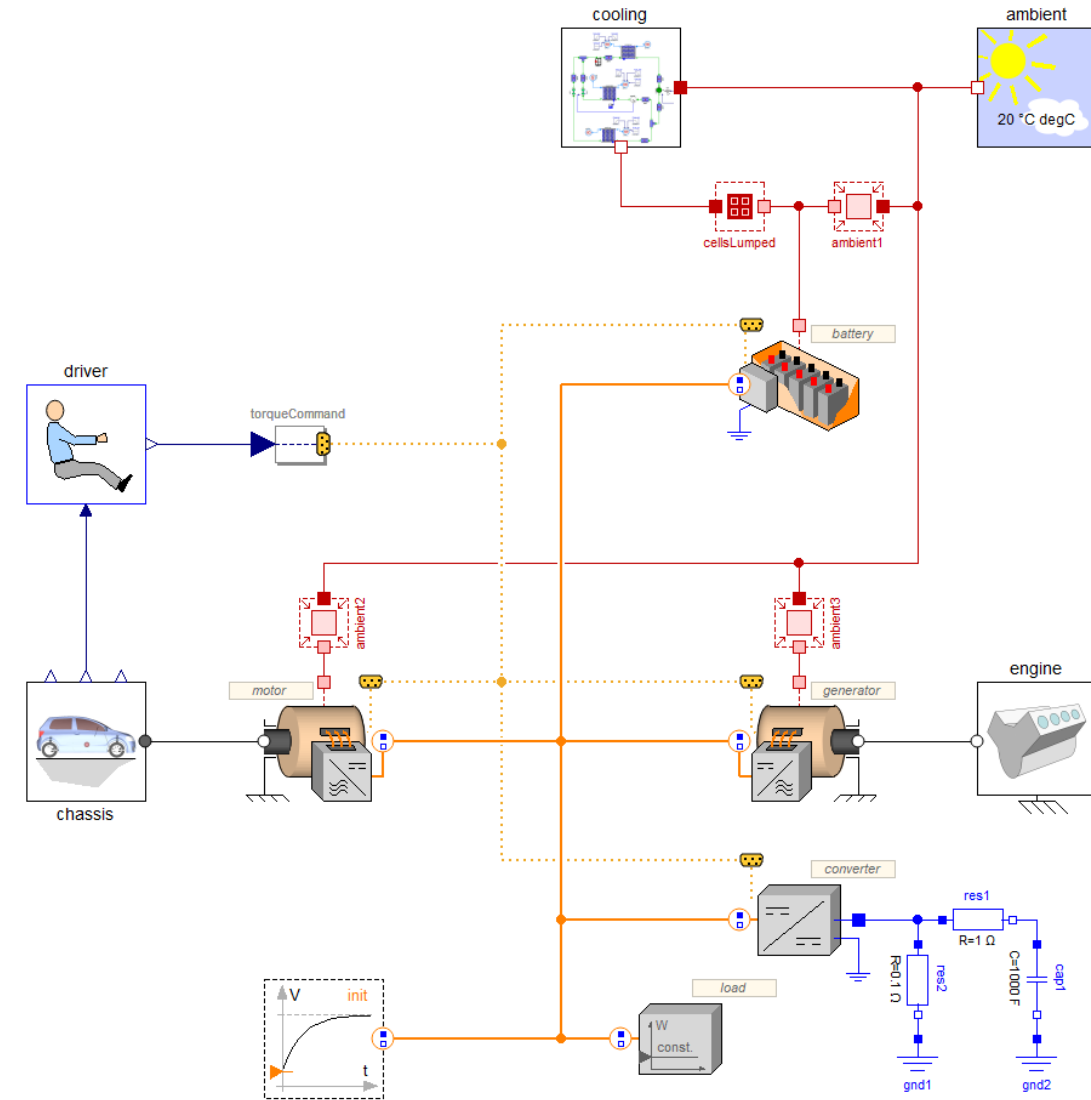 cooling
ambient
20 °C degC
cellsLumped
ambient1
battery
driver
torqueCommand
ambient2
ambient3
motor
generator
engine
chassis
converter
res1
R=1 Ω
R=0.1 Ω
res2
C=1000 F
cap1
V
init
t
load
W
const.
gnd1
gnd2